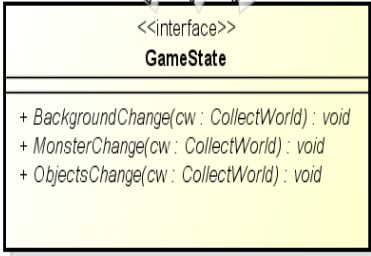 <<interface>>
GameState
+ BackgroundChange(cw : CollectWorld) : void
+ MonsterChange(cw : CollectWorld) : void
+ ObjectsChange(cw : CollectWorld) : void